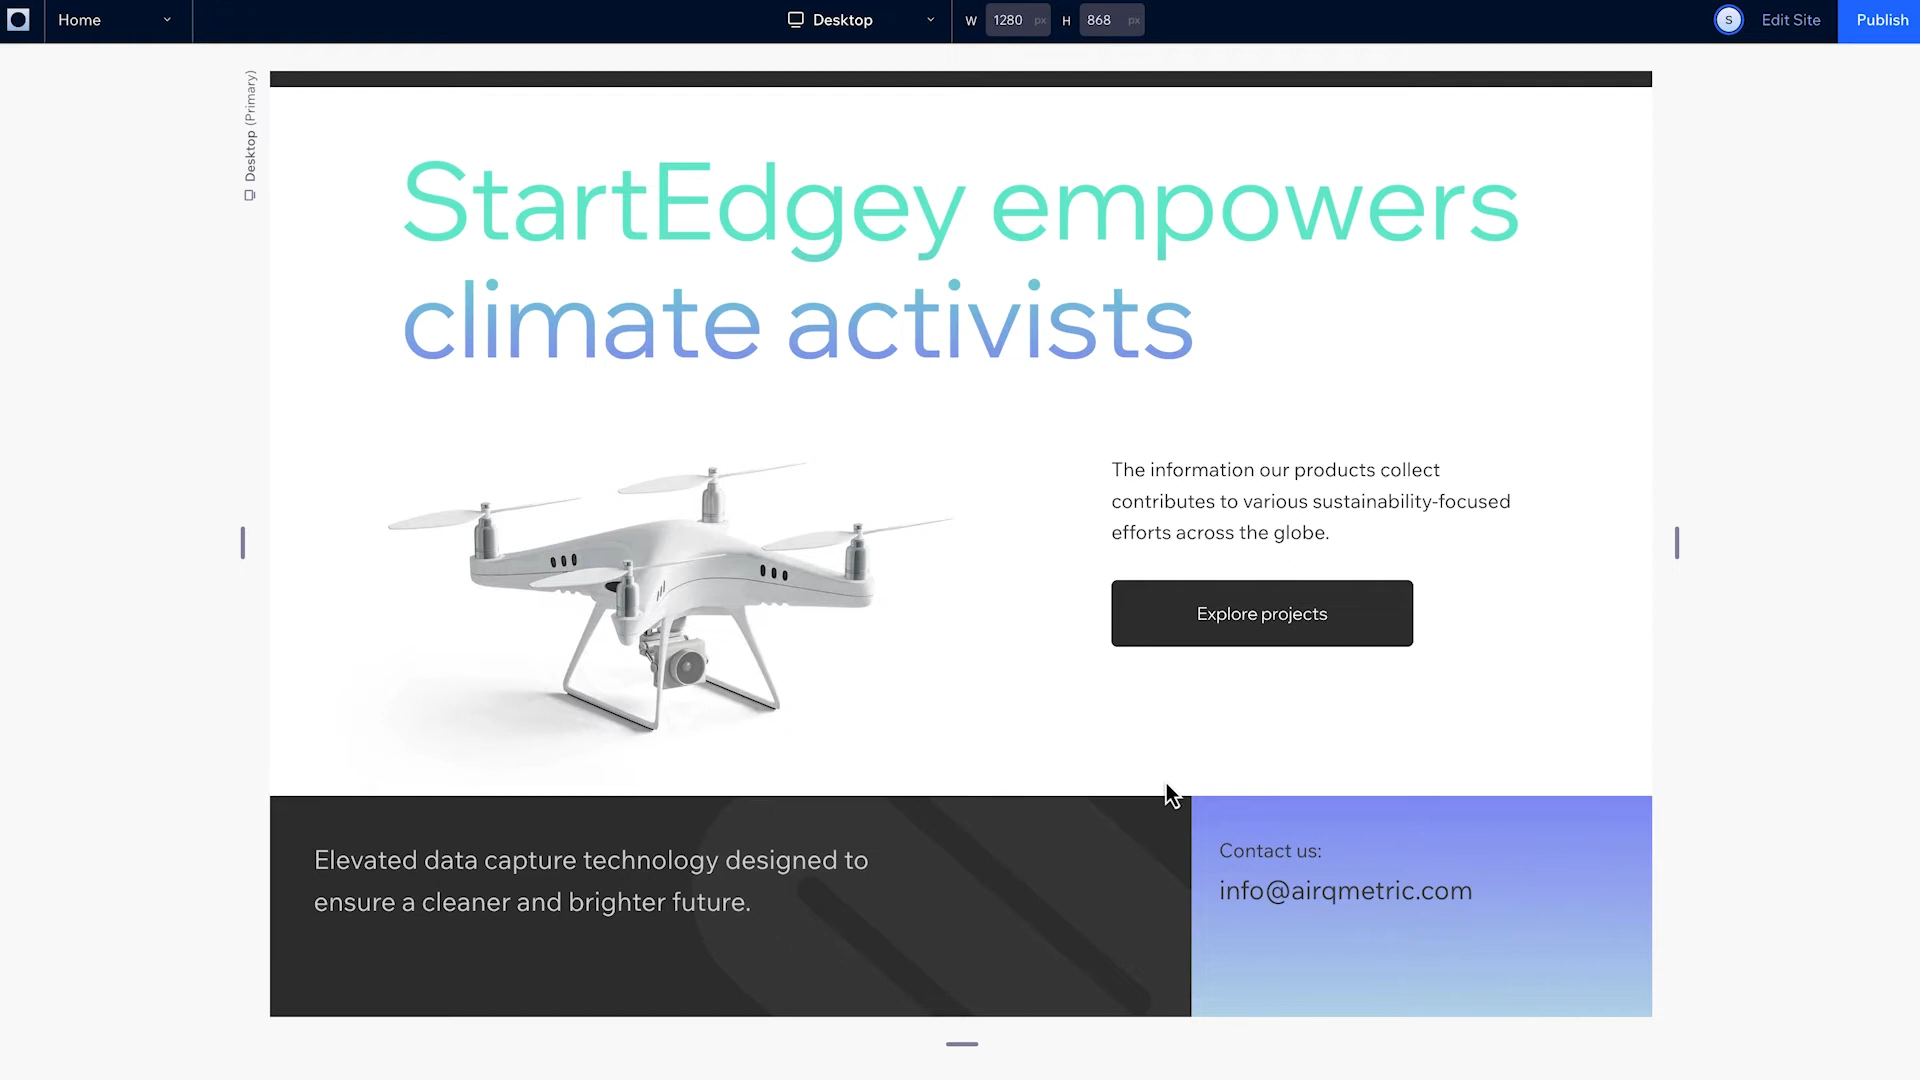 Home
Desktop
W 1280 px H 868 px
S
Edit Site
Publish
Desktop (Primary)
StartEdgey empowers
climate activists
The information our products collect
contributes to various sustainability-focused
efforts across the globe.
Explore projects
Elevated data capture technology designed to
ensure a cleaner and brighter future.
Contact us:
info@airqmetric.com